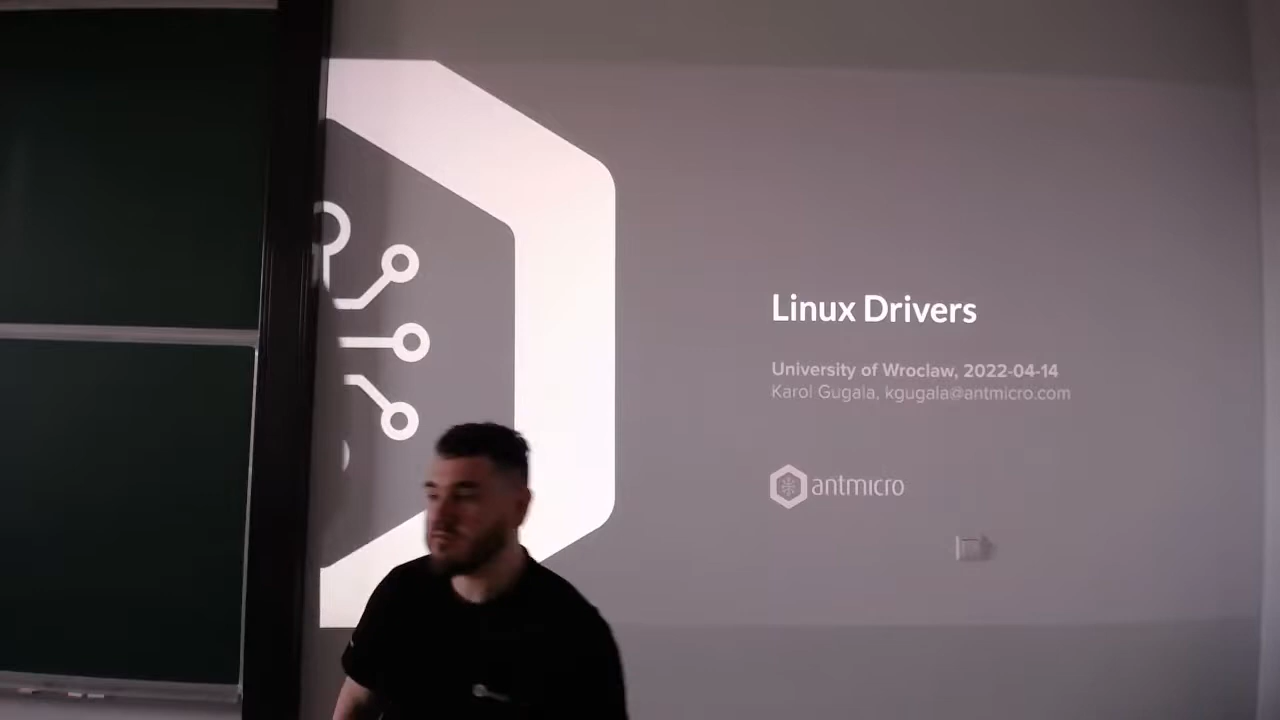 Linux Drivers
University of Wroclaw, 2022-04-14
Karol Gugala, kgugala@antmicro.com
antmicro